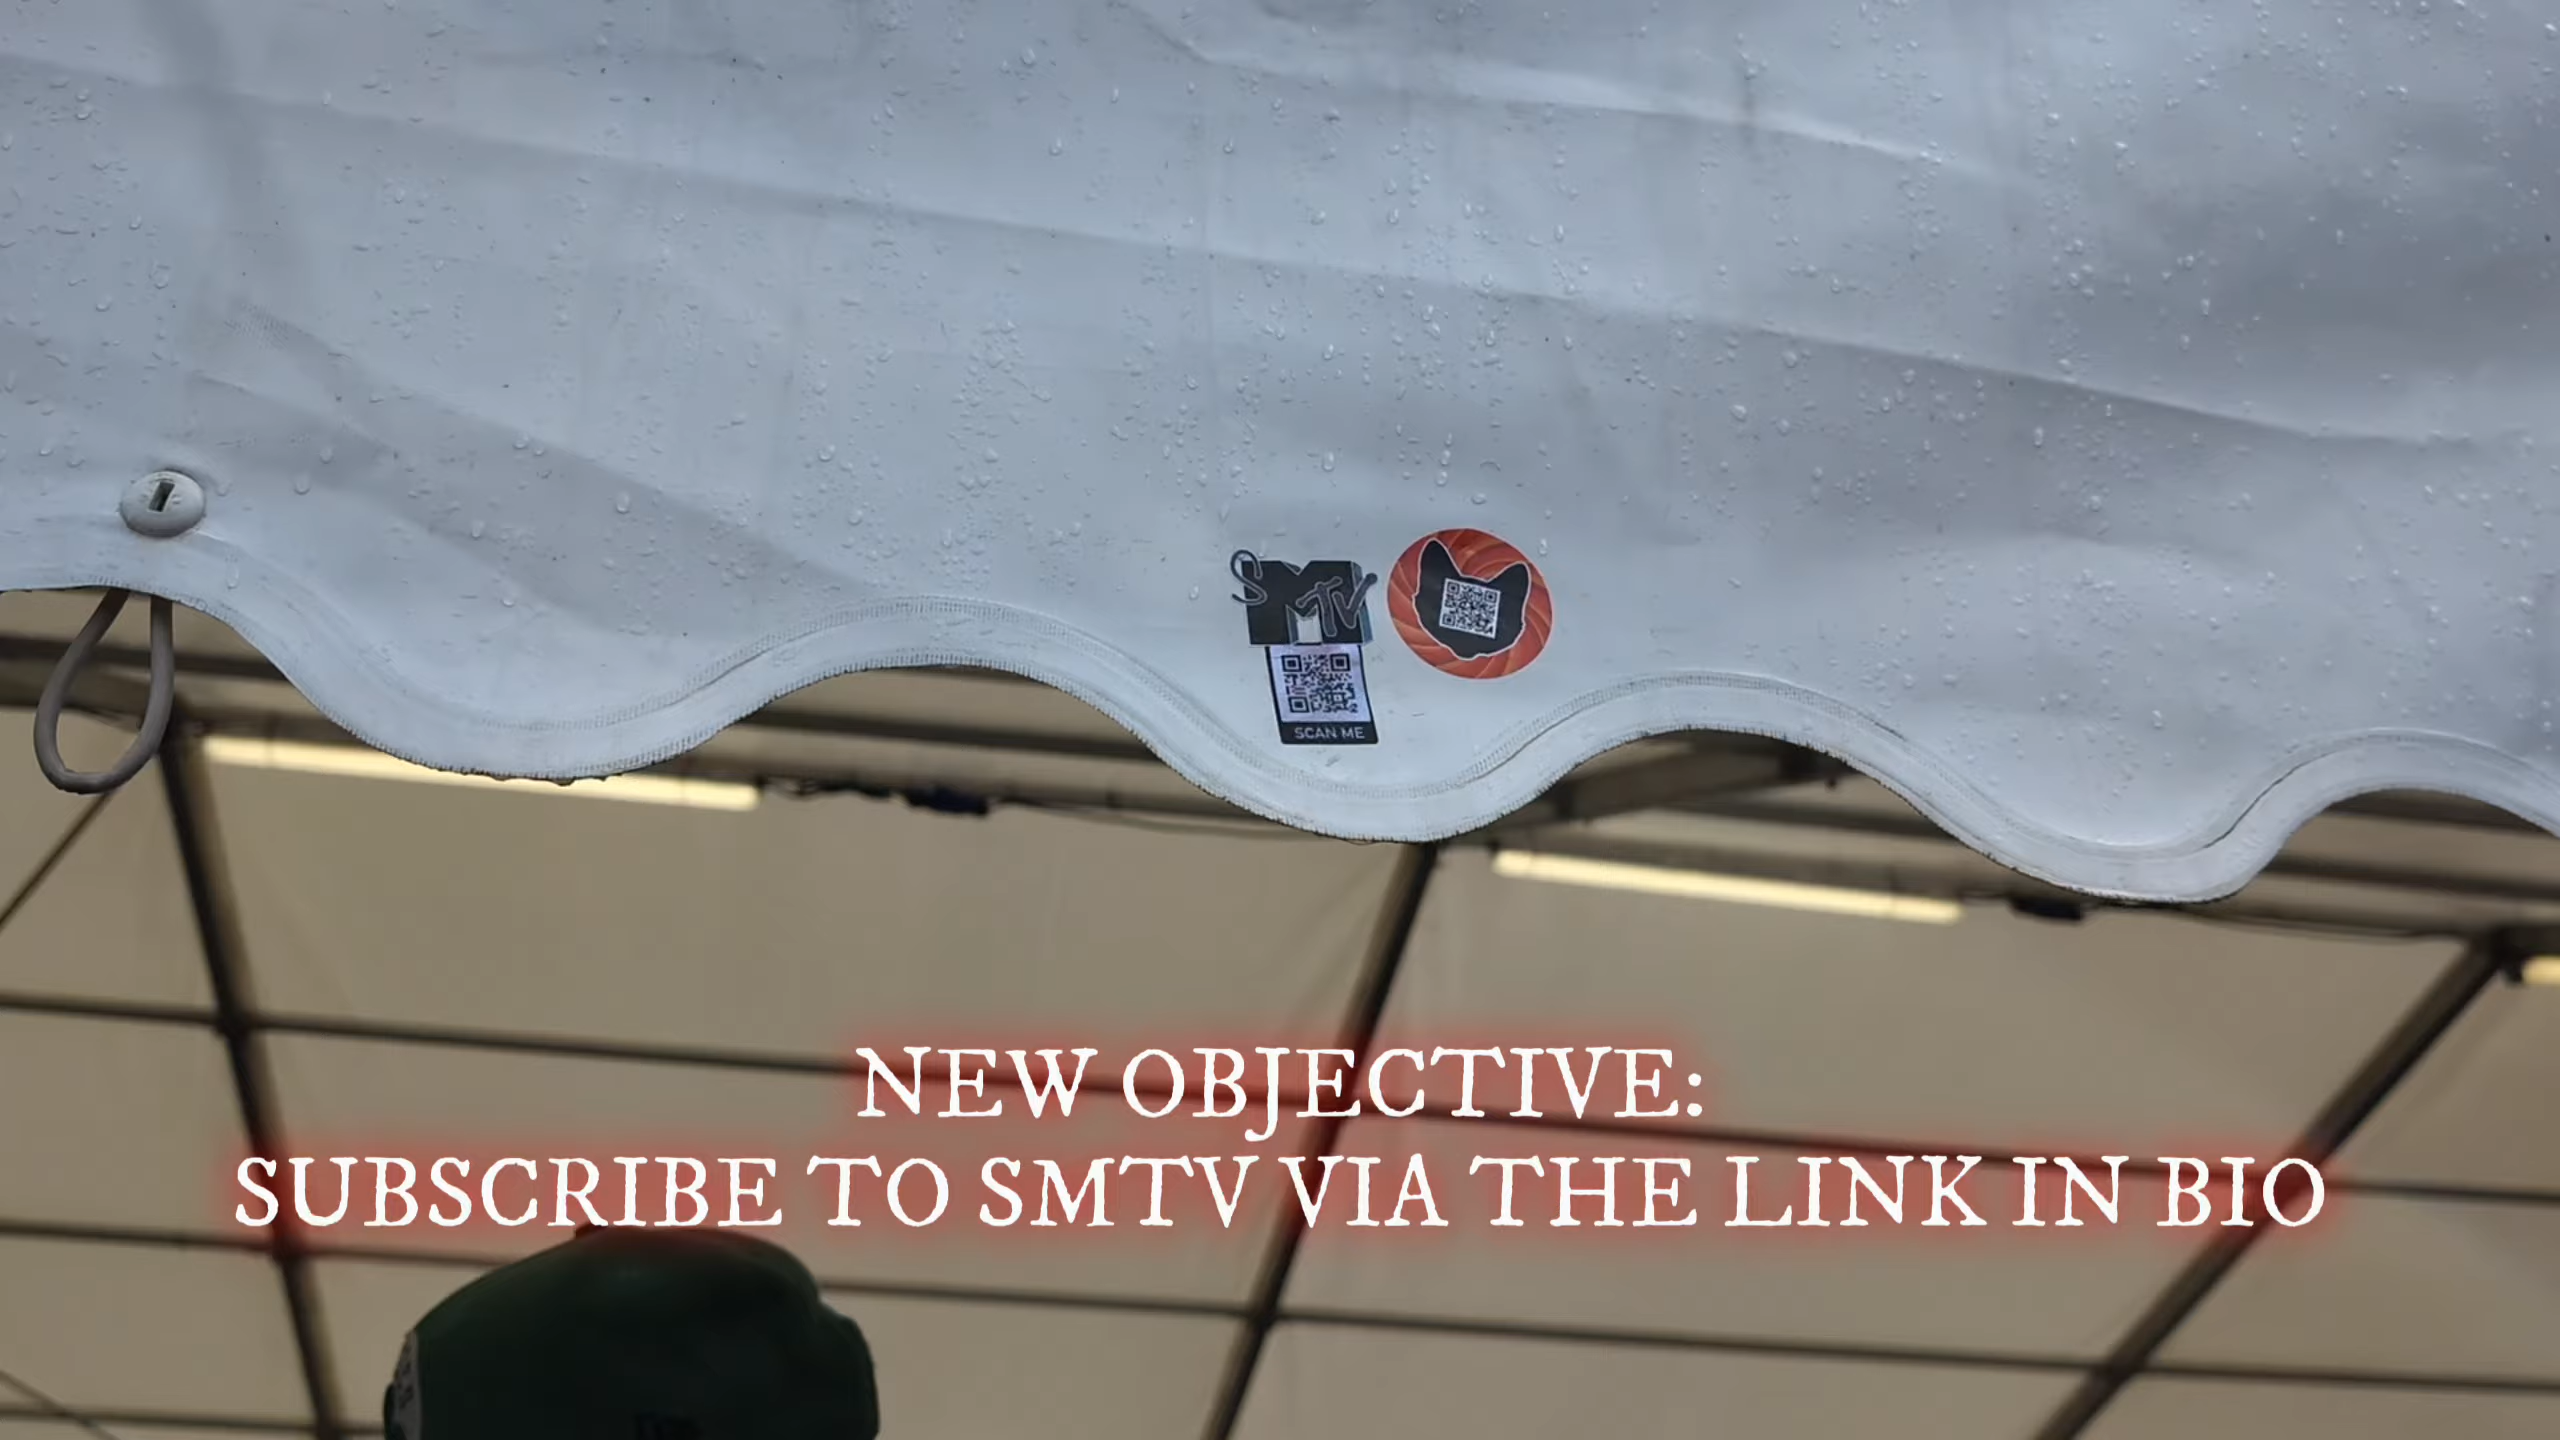 SMTV
SCAN ME
NEW OBJECTIVE:
SUBSCRIBE TO SMTV VIA THE LINK IN BIO